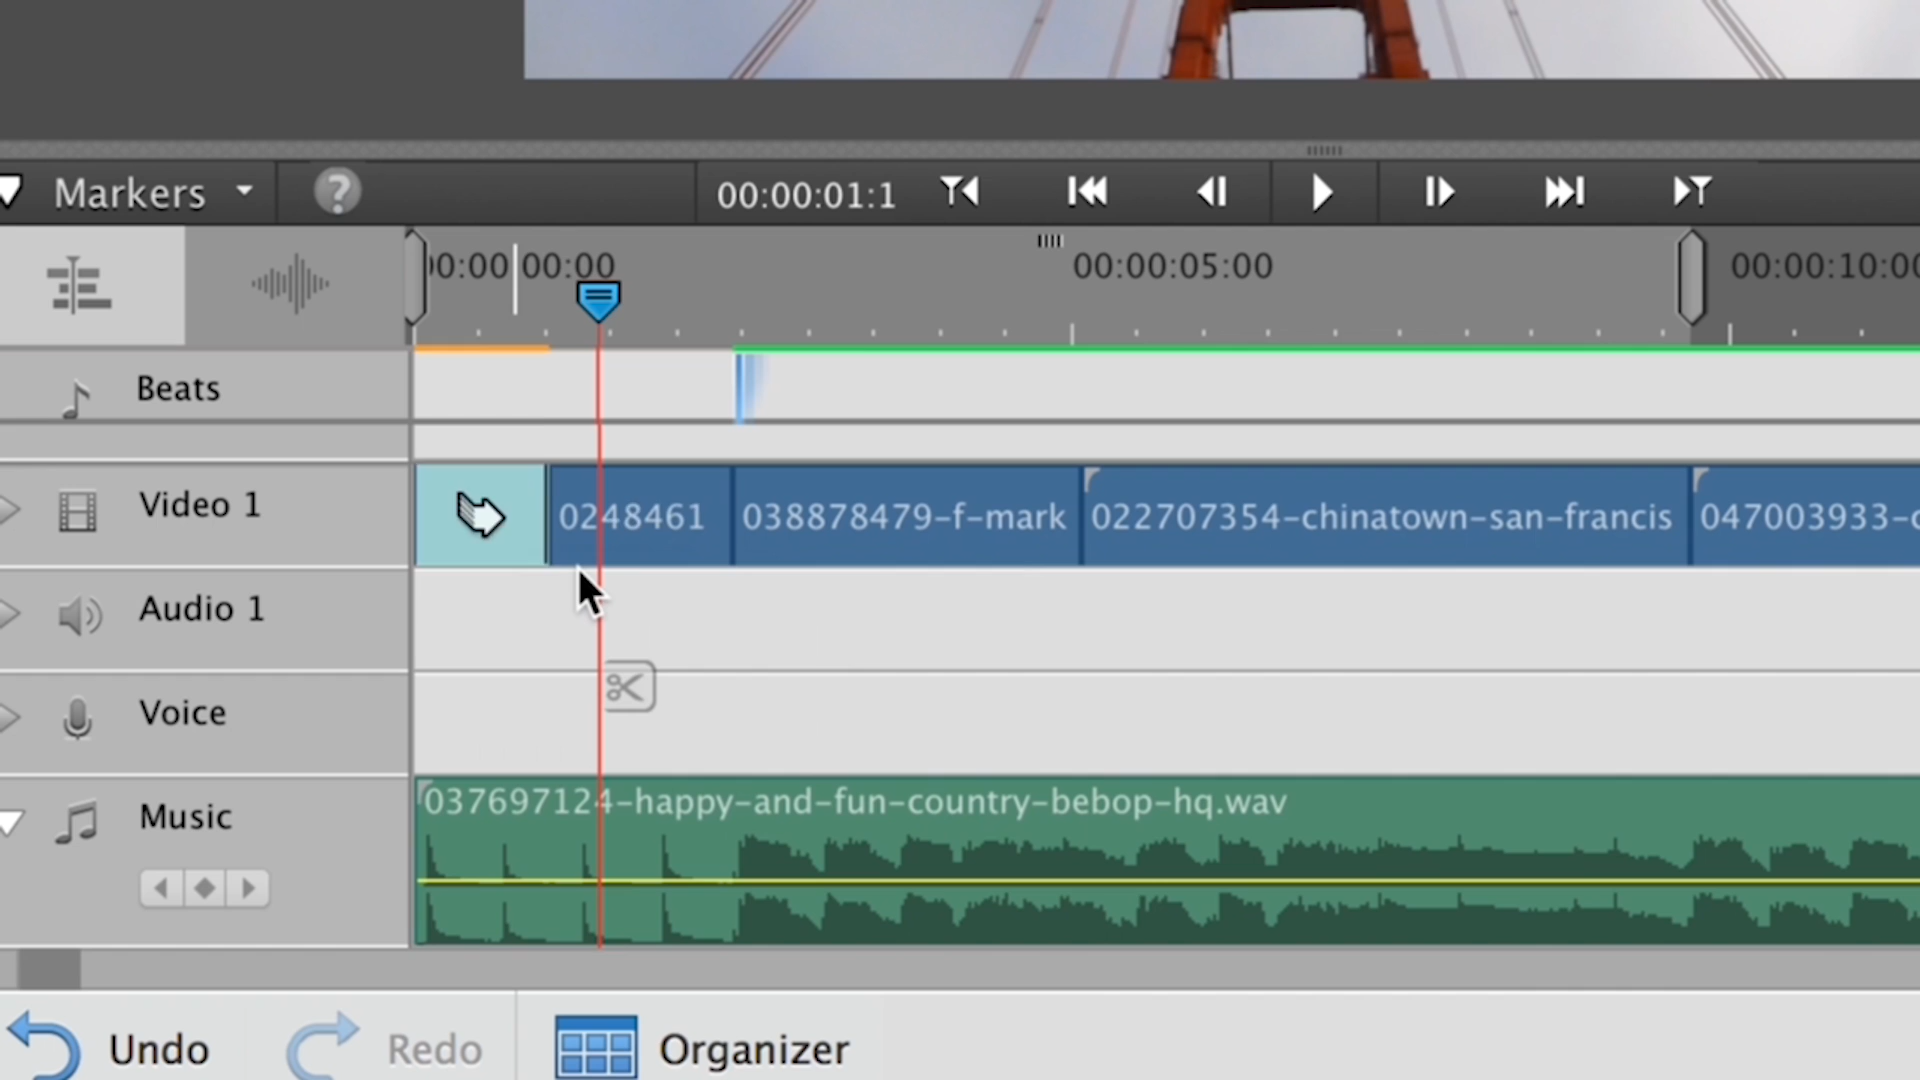 Markers
?
00:00:01:1
00:00
00:00
00:00:05:00
00:00:10:00
Beats
Video 1
0248461
038878479-f-mark
022707354-chinatown-san-francis
047003933-c
Audio 1
Voice
Music
037697124-happy-and-fun-country-bebop-hq.wav
Undo
Redo
Organizer